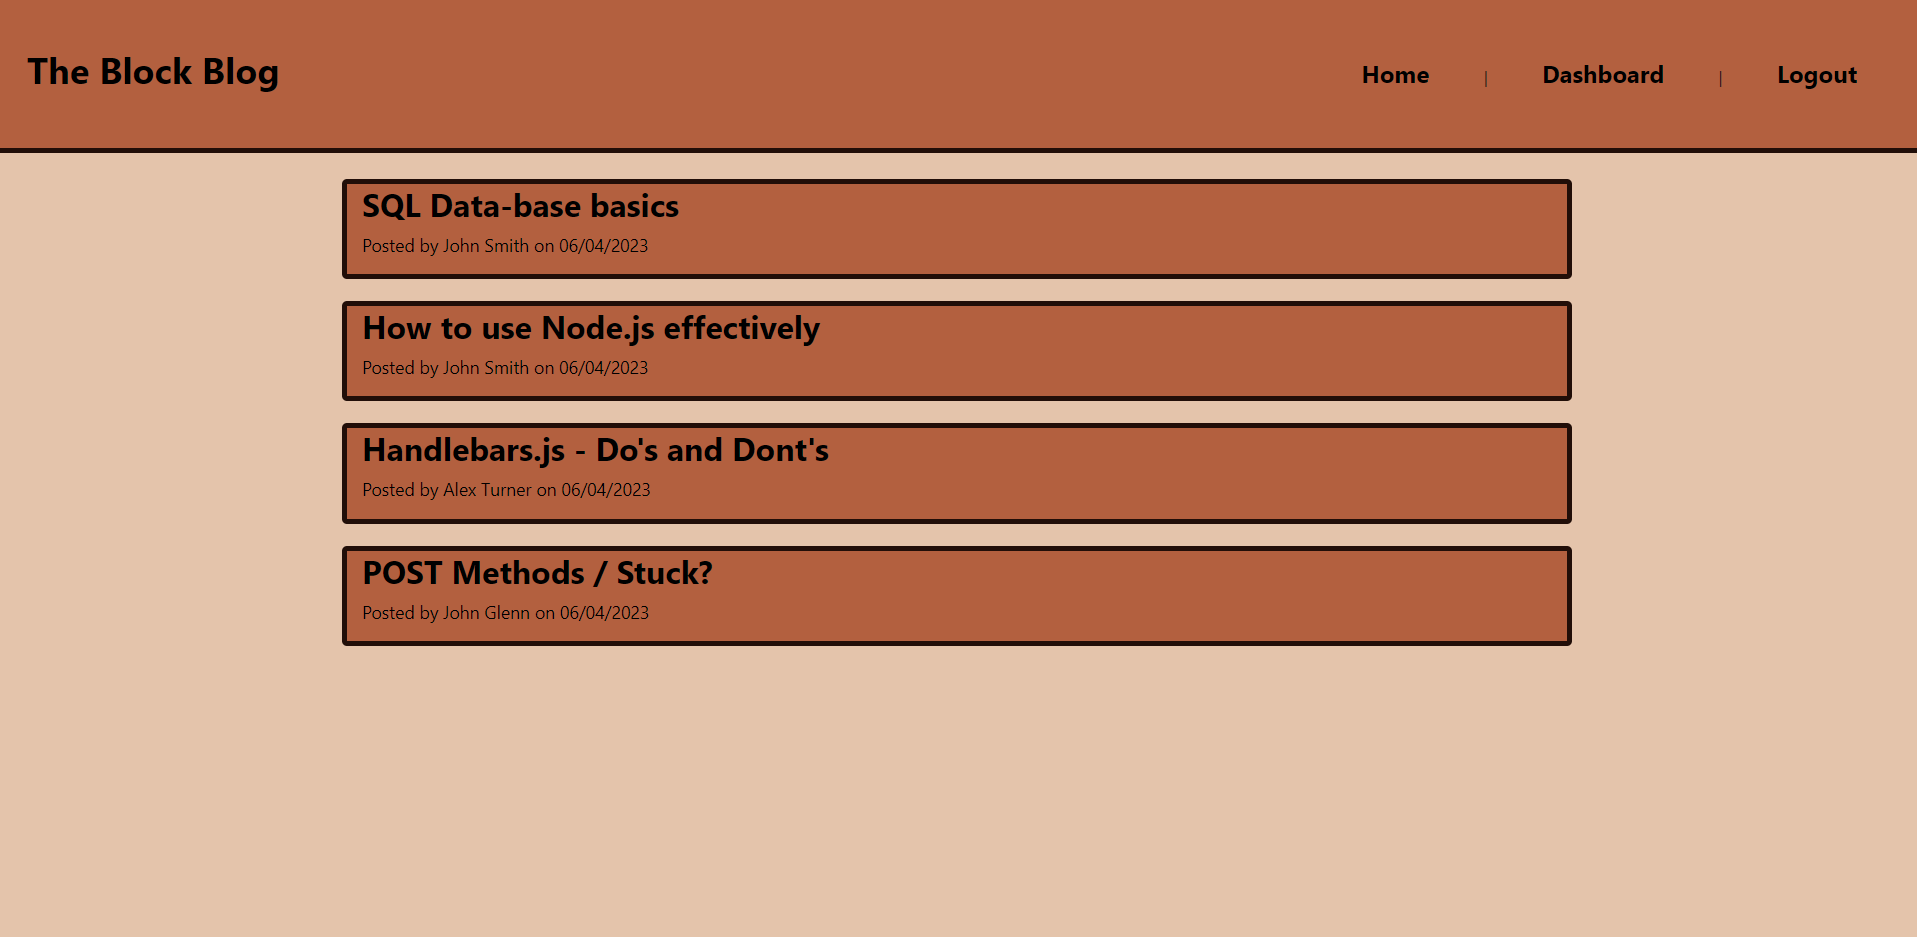 The Block Blog
Home | Dashboard | Logout
SQL Data-base basics
Posted by John Smith on 06/04/2023
How to use Node.js effectively
Posted by John Smith on 06/04/2023
Handlebars.js - Do's and Dont's
Posted by Alex Turner on 06/04/2023
POST Methods / Stuck?
Posted by John Glenn on 06/04/2023